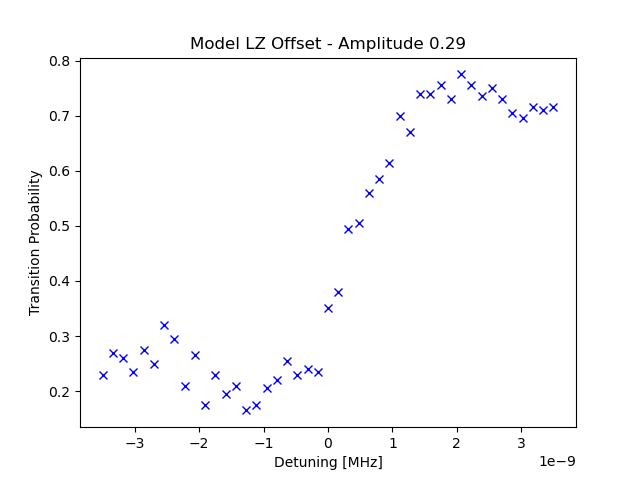 Model LZ Offset - Amplitude 0.29
0.8
0.7
0.6
0.5
0.4
0.3
0.2
Transition Probability
−3 −2 −1 0 1 2 3
1e−9
Detuning [MHz]